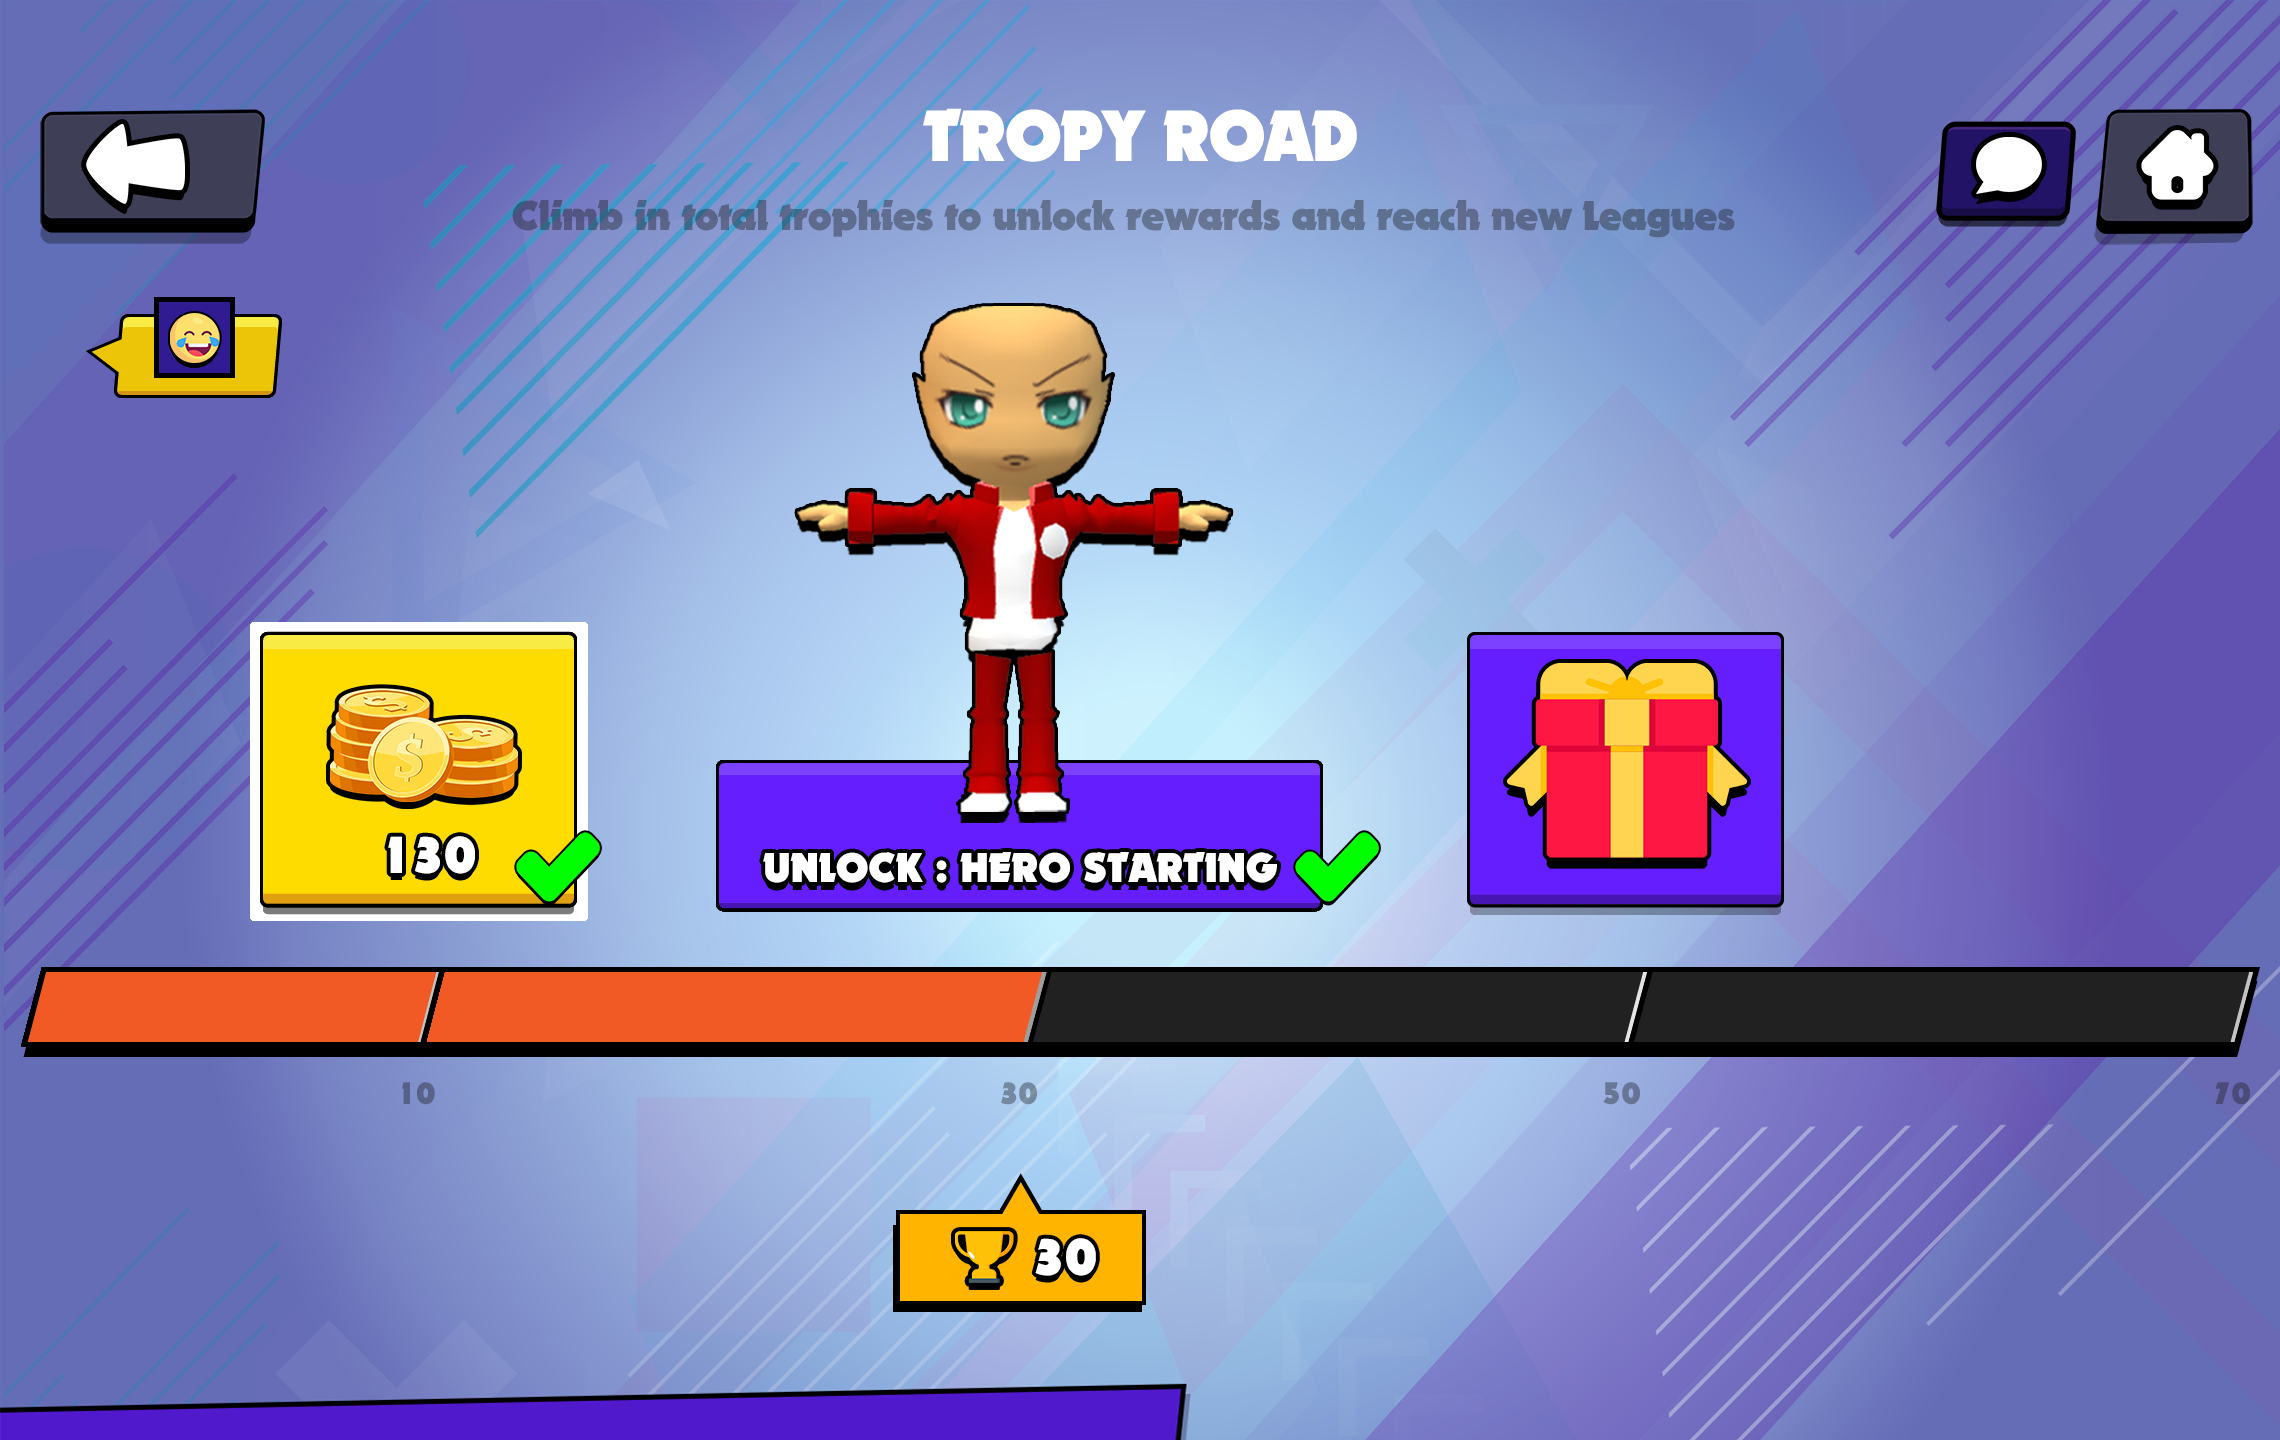 TROPY ROAD
Climb in total trophies to unlock rewards and reach new Leagues
130
UNLOCK : HERO STARTING
10
30
50
70
30